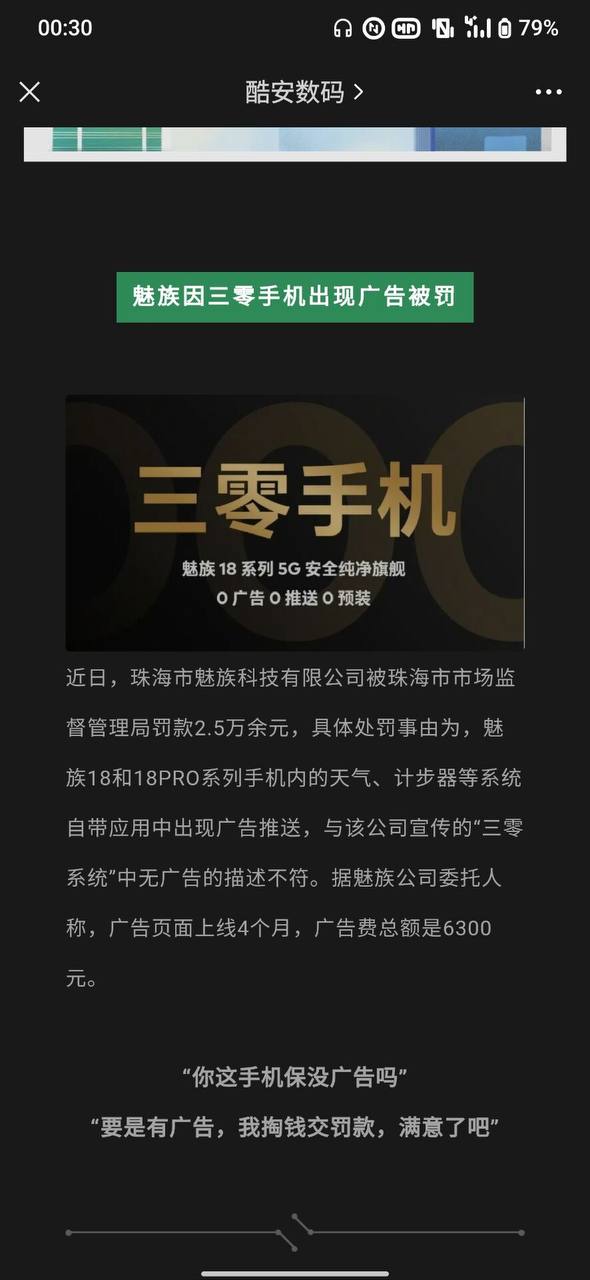 00:30
79%
酷安数码
魅族因三零手机出现广告被罚
三零手机
魅族 18 系列 5G 安全纯净旗舰
0 广告 0 推送 0 预装
近日，珠海市魅族科技有限公司被珠海市市场监
督管理局罚款2.5万余元，具体处罚事由为，魅
族18和18PRO系列手机内的天气、计步器等系统
自带应用中出现广告推送，与该公司宣传的“三零
系统”中无广告的描述不符。据魅族公司委托人
称，广告页面上线4个月，广告费总额是6300
元。
“你这手机保没广告吗”
“要是有广告，我掏钱交罚款，满意了吧”